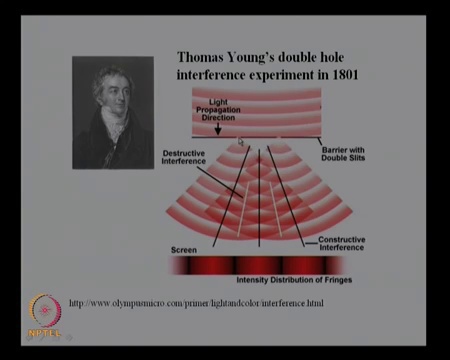 Thomas Young's double hole
interference experiment in 1801
Light
Propagation
Direction
Destructive
Interference
Barrier with
Double Slits
Screen
Constructive
Interference
Intensity Distribution of Fringes
http://www.olympusmicro.com/primer/lightandcolor/interference.html
NPTEL